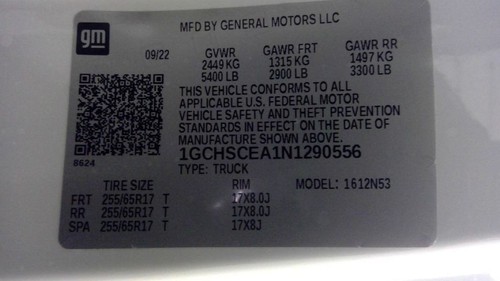 MFD BY GENERAL MOTORS LLC
gm
09/22 GVWR GAWR FRT GAWR RR
2449 KG 1315 KG 1497 KG
5400 LB 2900 LB 3300 LB
THIS VEHICLE CONFORMS TO ALL
APPLICABLE U.S. FEDERAL MOTOR
VEHICLE SAFETY AND THEFT PREVENTION
STANDARDS IN EFFECT ON THE DATE OF
MANUFACTURE SHOWN ABOVE.
8624 1GCHSCEA1N1290556
TYPE: TRUCK
TIRE SIZE RIM MODEL: 1612N53
FRT 255/65R17 T 17X8.0J
RR 255/65R17 T 17X8.0J
SPA 255/65R17 T 17X8J